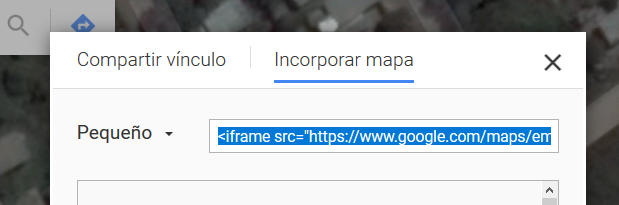 Compartir vínculo
Incorporar mapa
Pequeño
<iframe src="https://www.google.com/maps/em